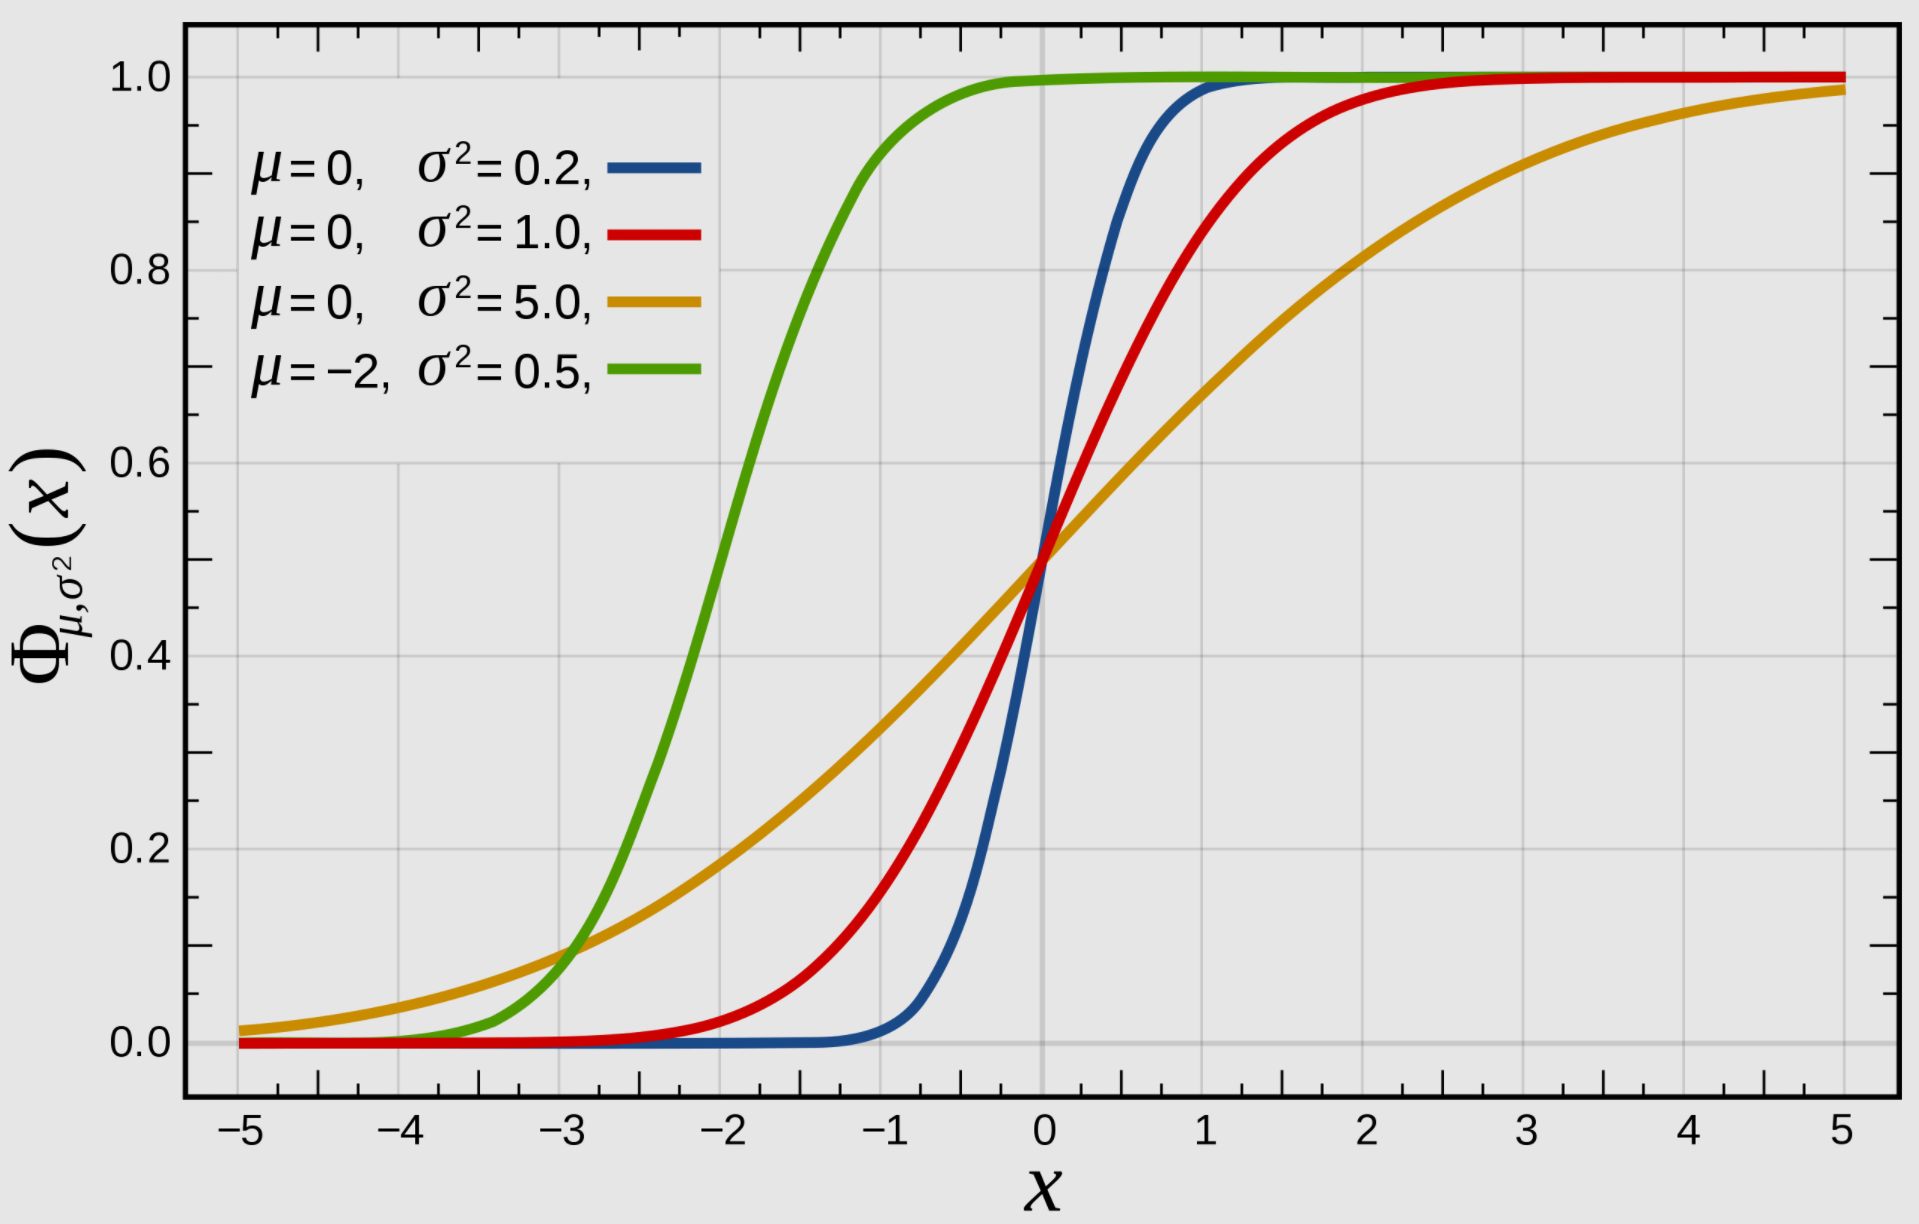 1.0
0.8
0.6
0.4
0.2
0.0
μ = 0, σ² = 0.2,
μ = 0, σ² = 1.0,
μ = 0, σ² = 5.0,
μ = −2, σ² = 0.5,
Φμ,σ²(x)
−5 −4 −3 −2 −1 0 1 2 3 4 5
x